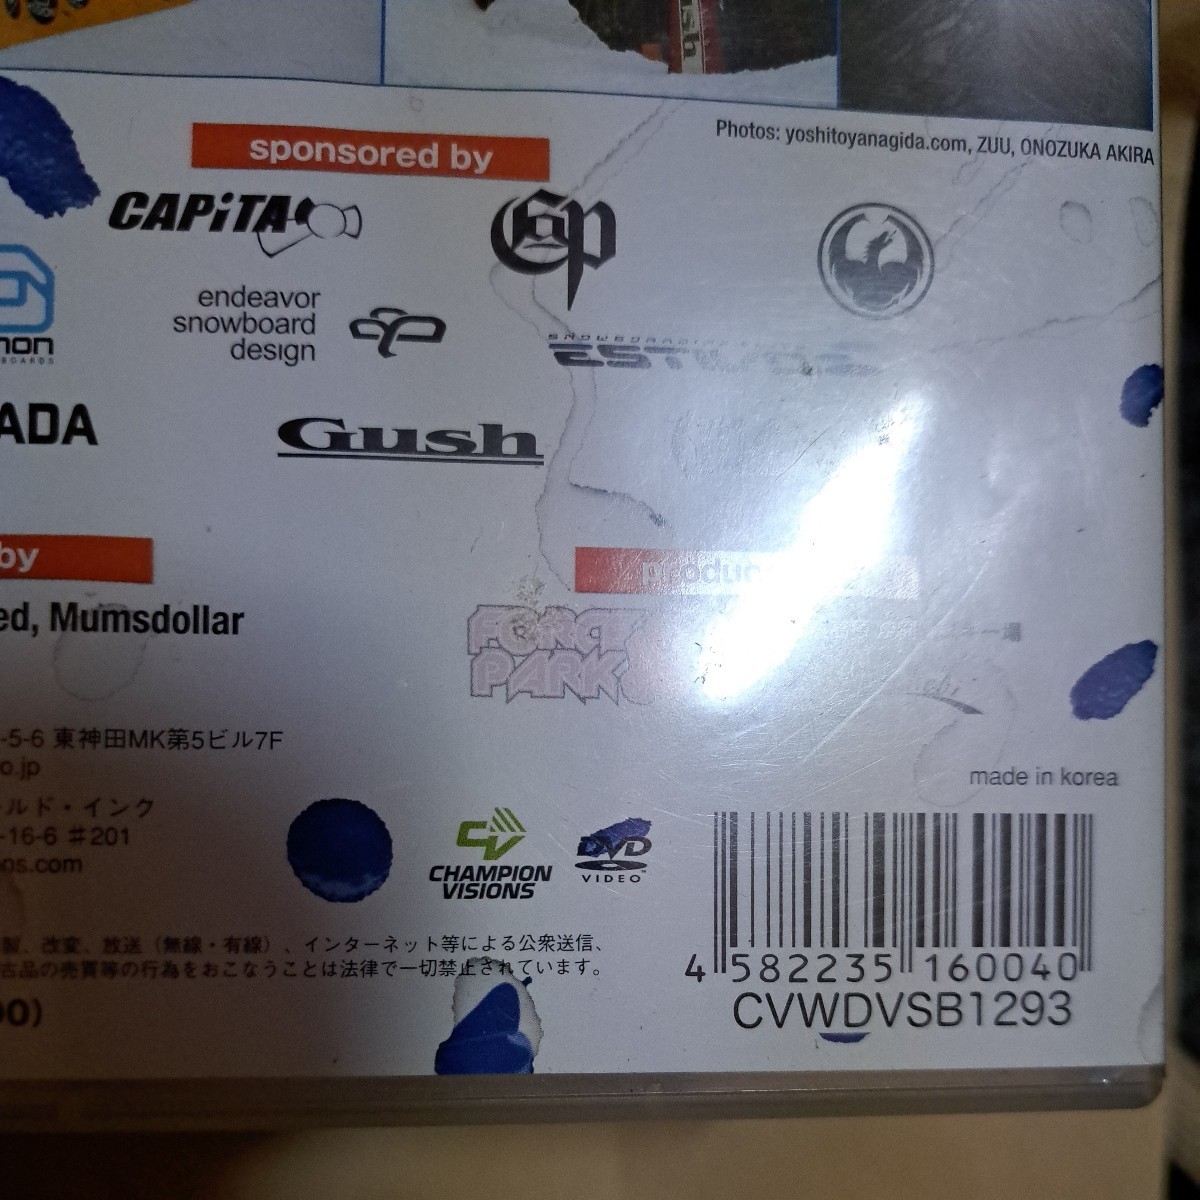 Photos: yoshitoyanagida.com, ZUU, ONOZUKA AKIRA
sponsored by
CAPiTA
endeavor
snowboard
design
ADA
Gush
by
ed, Mumsdollar
FORCE
PARK
-5-6 東神田MK第5ビル7F
o.jp
ルド・インク
-16-6 #201
ons.com
made in korea
CHAMPION
VISIONS
DVD
VIDEO
製、改変、放送（無線・有線）、インターネット等による公衆送信、
古品の売買等の行為をおこなうことは法律で一切禁止されています。
4 582235 160040
CVWDVSB1293
00)